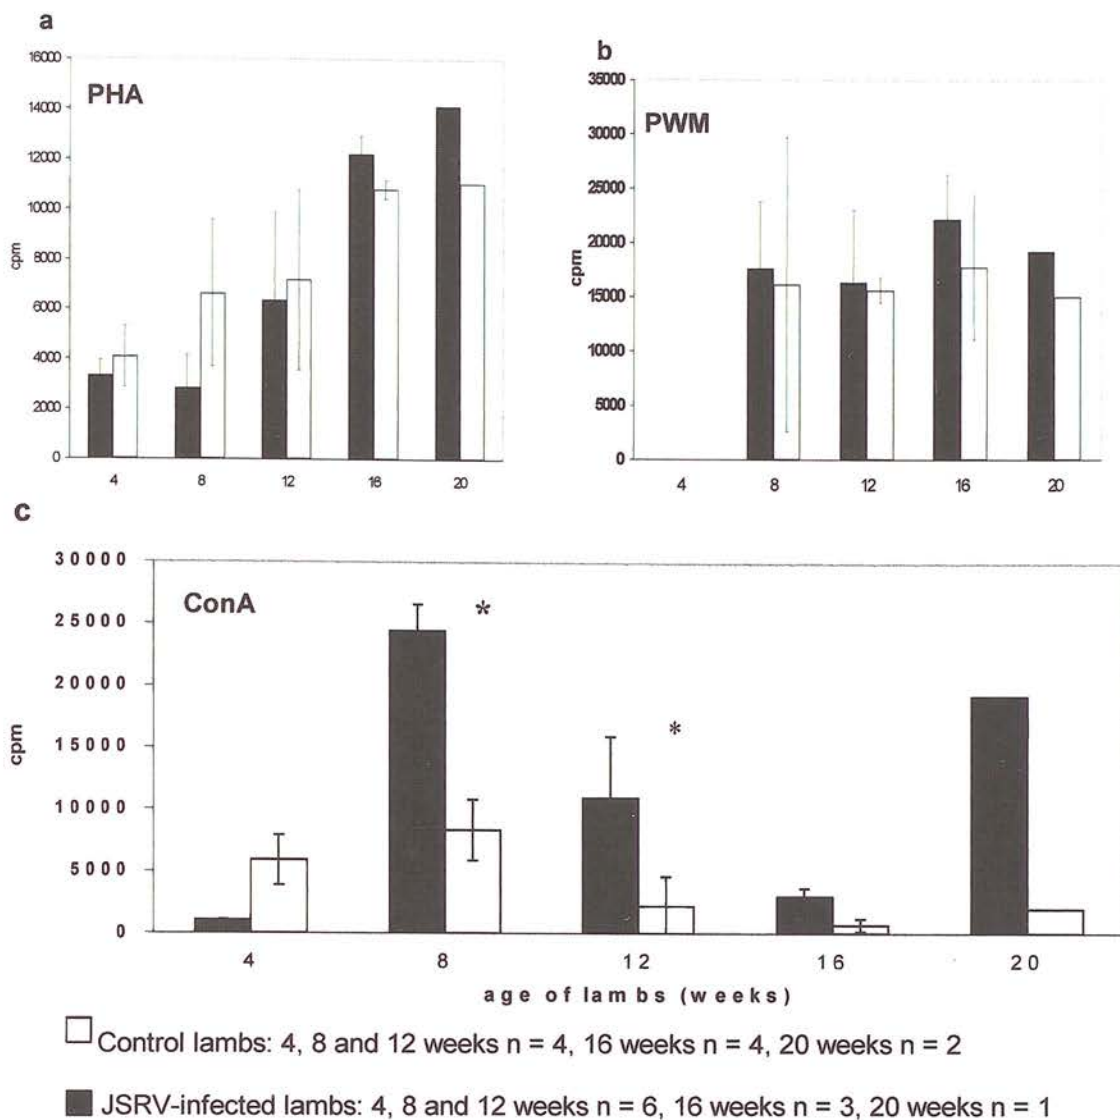 a
16000
14000
12000
10000
8000
6000
4000
2000
0
cpm
PHA
4 8 12 16 20
b
35000
30000
25000
20000
15000
10000
5000
0
cpm
PWM
4 8 12 16 20
c
30000
25000
20000
15000
10000
5000
0
cpm
ConA
*
*
4 8 12 16 20
age of lambs (weeks)
Control lambs: 4, 8 and 12 weeks n = 4, 16 weeks n = 4, 20 weeks n = 2
JSRV-infected lambs: 4, 8 and 12 weeks n = 6, 16 weeks n = 3, 20 weeks n = 1